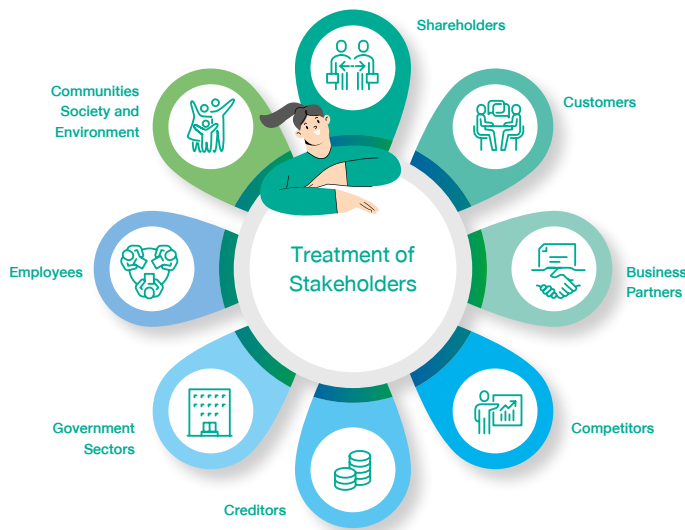 Shareholders
Customers
Business
Partners
Competitors
Creditors
Government
Sectors
Employees
Communities
Society and
Environment
Treatment of
Stakeholders